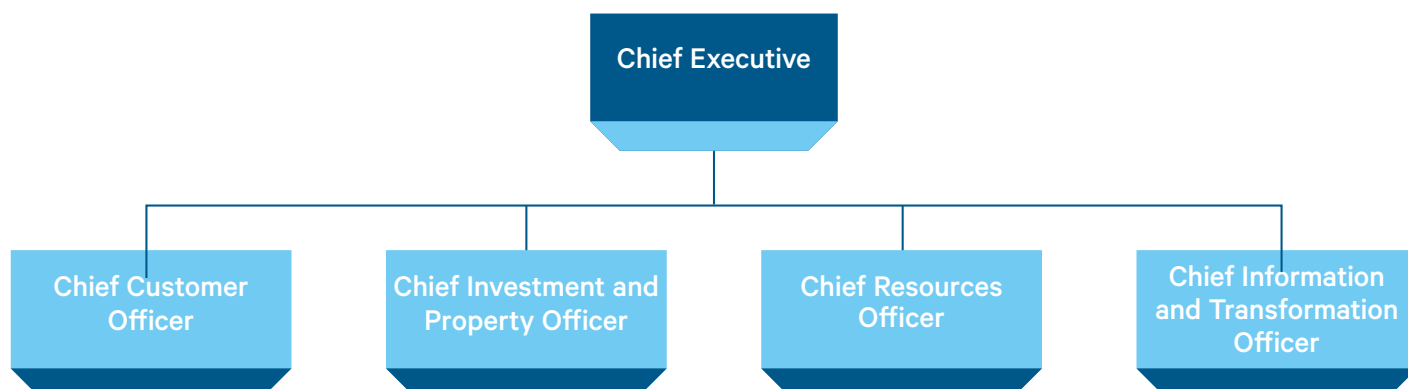 Chief Executive
Chief Customer
Officer
Chief Investment and
Property Officer
Chief Resources
Officer
Chief Information
and Transformation
Officer